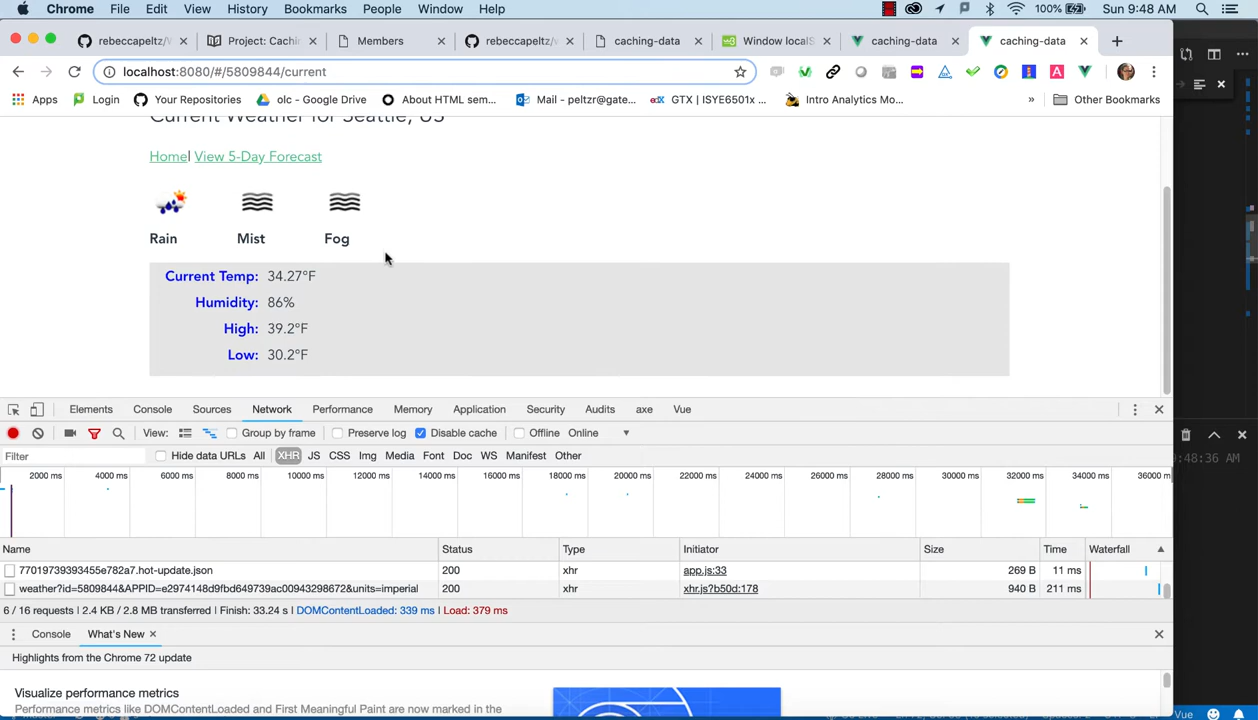 Chrome File Edit View History Bookmarks People Window Help 100% Sun 9:48 AM
rebeccapeltz/v × Project: Cachin × Members × rebeccapeltz/v × caching-data × Window localS × caching-data × caching-data × +
localhost:8080/#/5809844/current
Apps Login Your Repositories olc - Google Drive About HTML sem... Mail - peltzr@gate... edX GTX | ISYE6501x ... Intro Analytics Mo... » Other Bookmarks
Current Weather for Seattle, US
Home| View 5-Day Forecast
Rain Mist Fog
Current Temp: 34.27°F
Humidity: 86%
High: 39.2°F
Low: 30.2°F
Elements Console Sources Network Performance Memory Application Security Audits axe Vue
View: Group by frame Preserve log Disable cache Offline Online
:48:36 AM
Filter Hide data URLs All XHR JS CSS Img Media Font Doc WS Manifest Other
2000 ms 4000 ms 6000 ms 8000 ms 10000 ms 12000 ms 14000 ms 16000 ms 18000 ms 20000 ms 22000 ms 24000 ms 26000 ms 28000 ms 30000 ms 32000 ms 34000 ms 36000 m
Name Status Type Initiator Size Time Waterfall
77019739393455e782a7.hot-update.json 200 xhr app.js:33 269 B 11 ms
weather?id=5809844&APPID=e2974148d9fbd649739ac00943298672&units=imperial 200 xhr xhr.js?b50d:178 940 B 211 ms
6 / 16 requests | 2.4 KB / 2.8 MB transferred | Finish: 33.24 s | DOMContentLoaded: 339 ms | Load: 379 ms
Console What's New ×
Highlights from the Chrome 72 update
Visualize performance metrics
Performance metrics like DOMContentLoaded and First Meaningful Paint are now marked in the
Vue